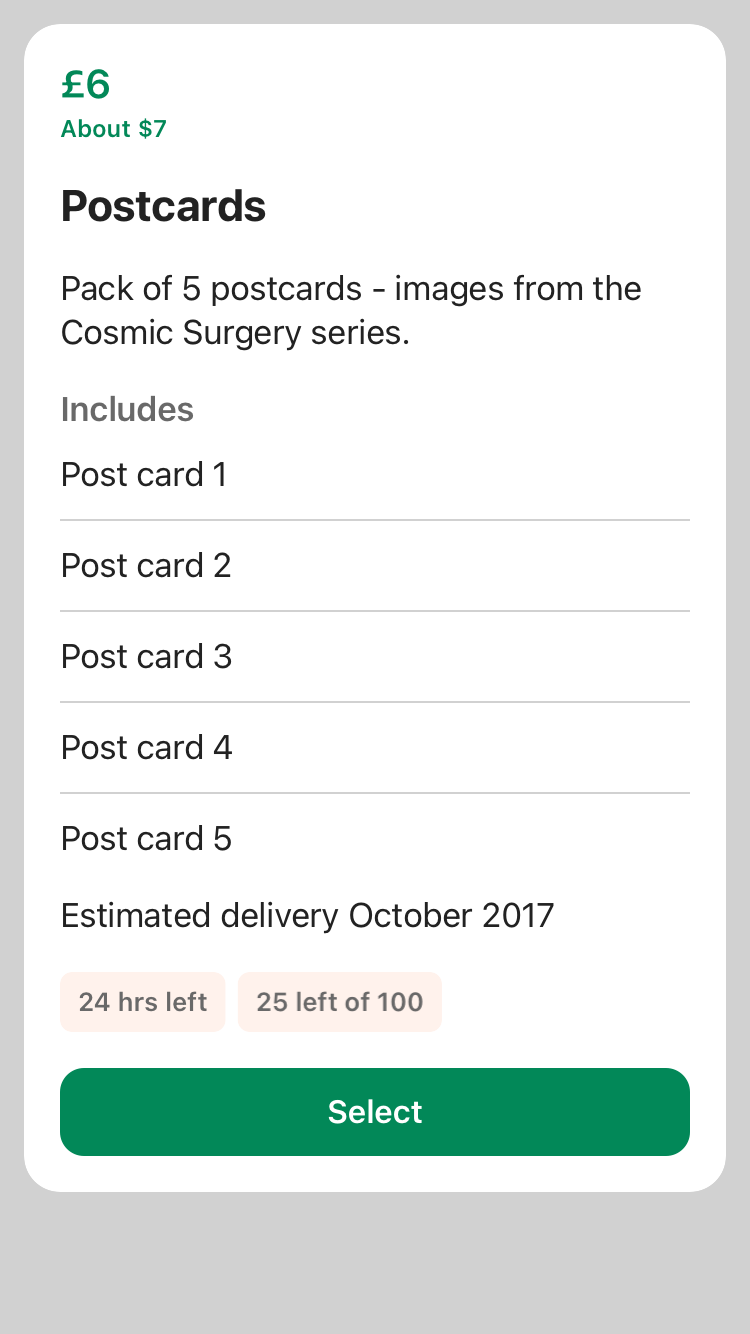 £6
About $7
Postcards
Pack of 5 postcards - images from the
Cosmic Surgery series.
Includes
Post card 1
Post card 2
Post card 3
Post card 4
Post card 5
Estimated delivery October 2017
24 hrs left
25 left of 100
Select